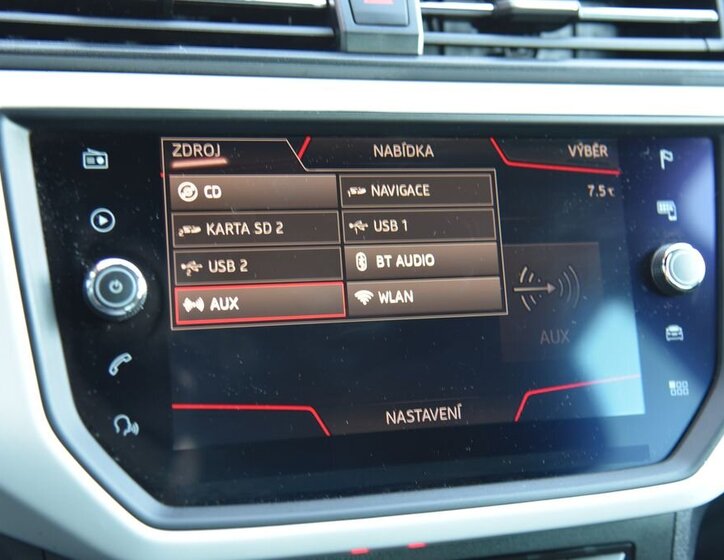 ZDROJ NABÍDKA VÝBĚR
CD NAVIGACE 7.5 °C
KARTA SD 2 USB 1
USB 2 BT AUDIO
AUX WLAN
AUX
NASTAVENÍ